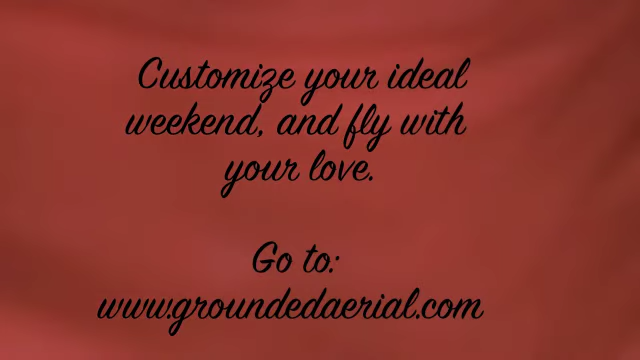 Customize your ideal
weekend, and fly with
your love.
Go to:
www.groundedaerial.com